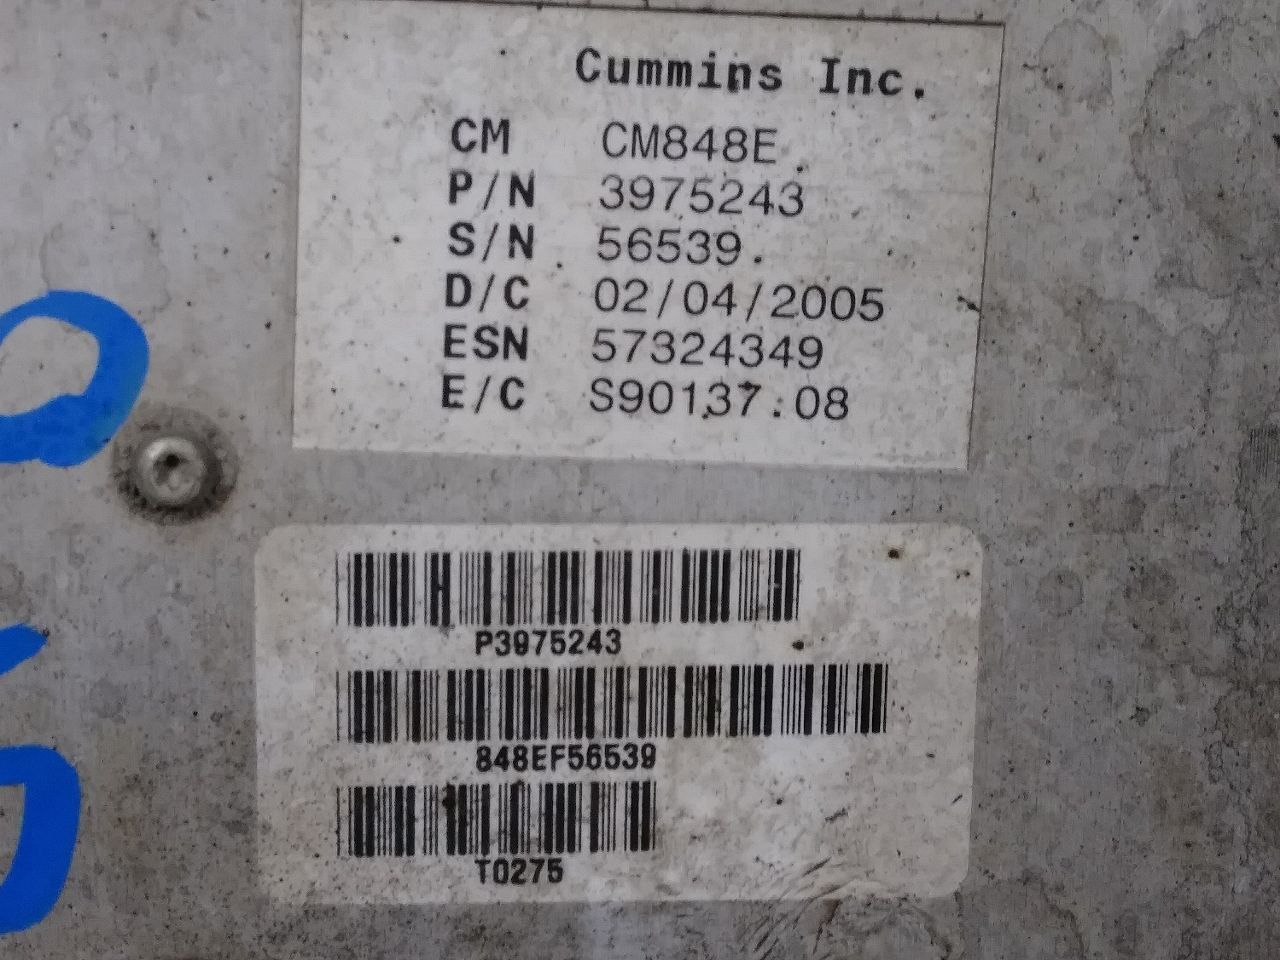 Cummins Inc.
CM CM848E
P/N 3975243
S/N 56539.
D/C 02/04/2005
ESN 57324349
E/C S90137.08
P3975243
848EF56539
T0275